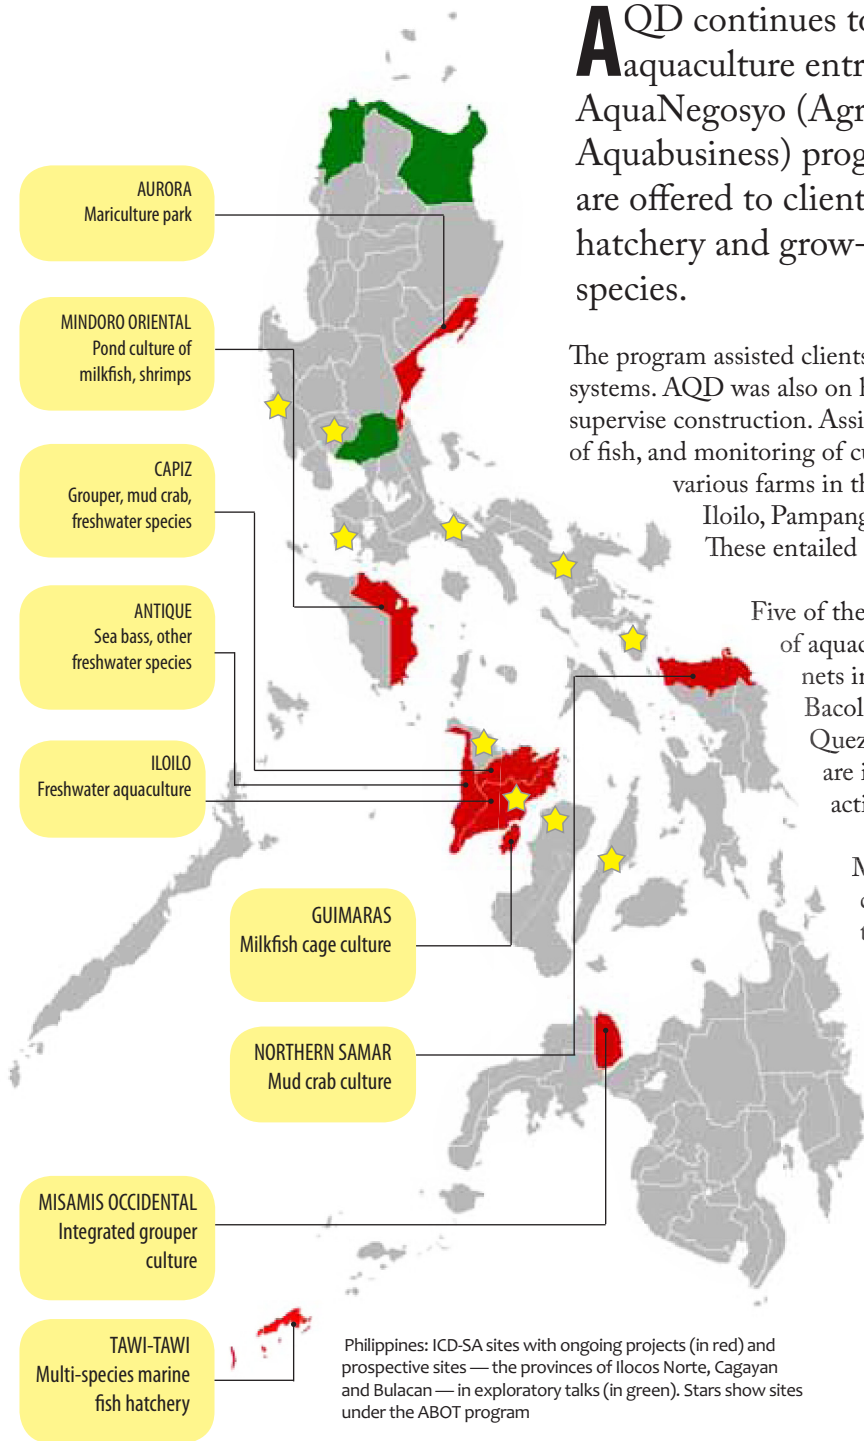 AQD continues to
aquaculture entr
AquaNegosyo (Agr
Aquabusiness) prog
are offered to client
hatchery and grow-
species.
The program assisted clients
systems. AQD was also on h
supervise construction. Assi
of fish, and monitoring of cu
various farms in th
Iloilo, Pampang
These entailed
Five of the
of aquac
nets in
Bacol
Quez
are i
acti
M
c
t
AURORA
Mariculture park
MINDORO ORIENTAL
Pond culture of
milkfish, shrimps
CAPIZ
Grouper, mud crab,
freshwater species
ANTIQUE
Sea bass, other
freshwater species
ILOILO
Freshwater aquaculture
GUIMARAS
Milkfish cage culture
NORTHERN SAMAR
Mud crab culture
MISAMIS OCCIDENTAL
Integrated grouper
culture
TAWI-TAWI
Multi-species marine
fish hatchery
Philippines: ICD-SA sites with ongoing projects (in red) and
prospective sites — the provinces of Ilocos Norte, Cagayan
and Bulacan — in exploratory talks (in green). Stars show sites
under the ABOT program